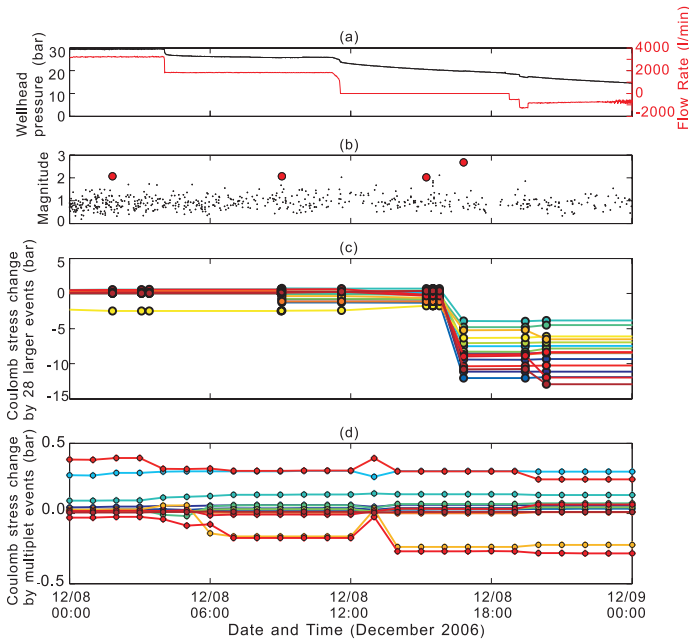 (a)
Wellhead
pressure (bar)
30
20
10
0
4000
2000
0
-2000
Flow Rate (l/min)
(b)
Magnitude
3
2
1
0
(c)
Coulomb stress change
by 28 larger events (bar)
5
0
-5
-10
-15
(d)
Coulomb stress change
by multiplet events (bar)
0.5
0.0
-0.5
12/08 12/08 12/08 12/08 12/09
00:00 06:00 12:00 18:00 00:00
Date and Time (December 2006)